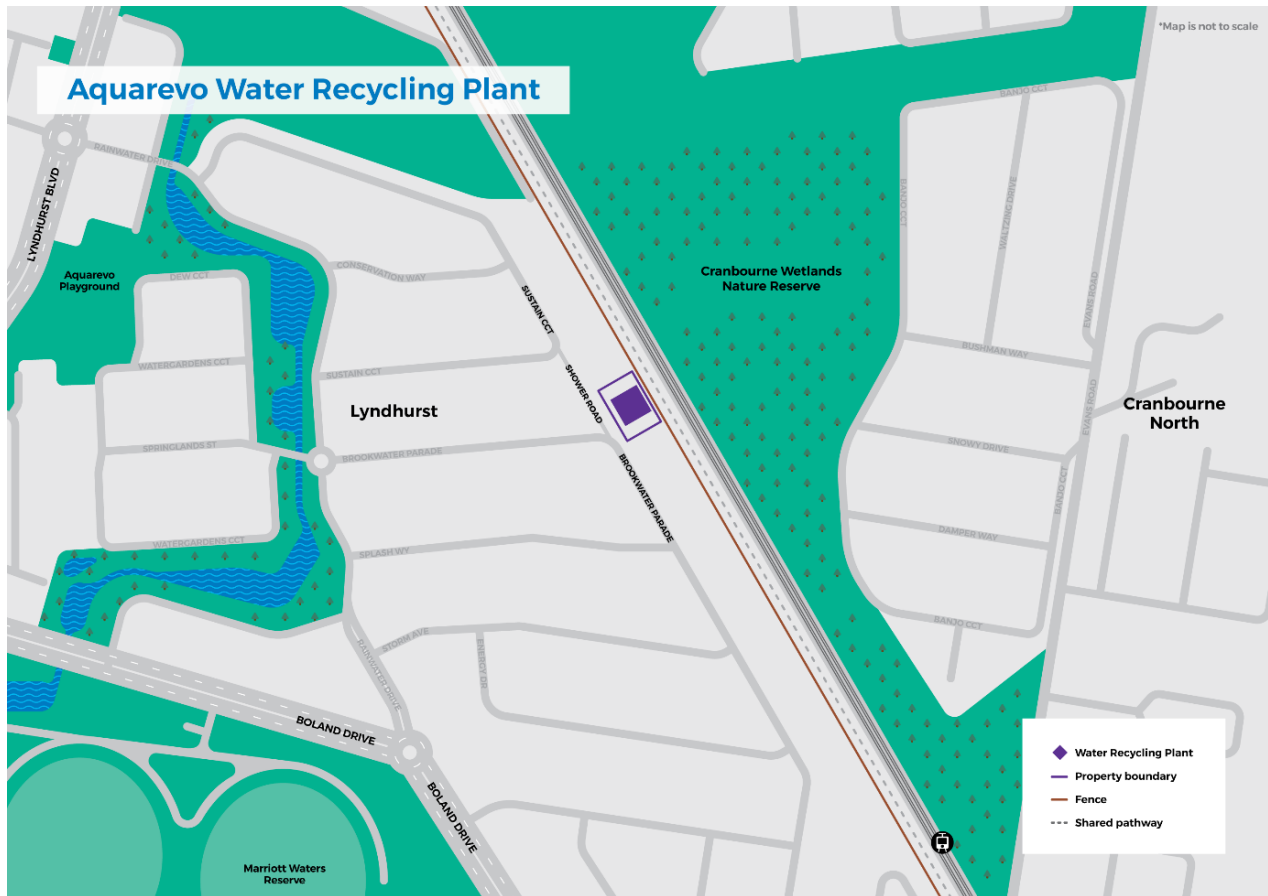 *Map is not to scale
Aquarevo Water Recycling Plant
BANJO CCT
RAINWATER DRIVE
LYNDHURST BLVD
BANJO CCT
WALTZING DRIVE
Aquarevo
Playground
DEW CCT
CONSERVATION WAY
Cranbourne Wetlands
Nature Reserve
SUSTAIN CCT
EVANS ROAD
BUSHMAN WAY
WATERGARDENS CCT
SUSTAIN CCT
SHOWER ROAD
Lyndhurst
EVANS ROAD
Cranbourne
North
SPRINGLANDS ST
BROOKWATER PARADE
BROOKWATER PARADE
SNOWY DRIVE
BANJO CCT
WATERGARDENS CCT
SPLASH WY
DAMPER WAY
BANJO CCT
RAINWATER DRIVE
STORM AVE
ENERGY DR
BOLAND DRIVE
BOLAND DRIVE
Marriott Waters
Reserve
Water Recycling Plant
Property boundary
Fence
Shared pathway